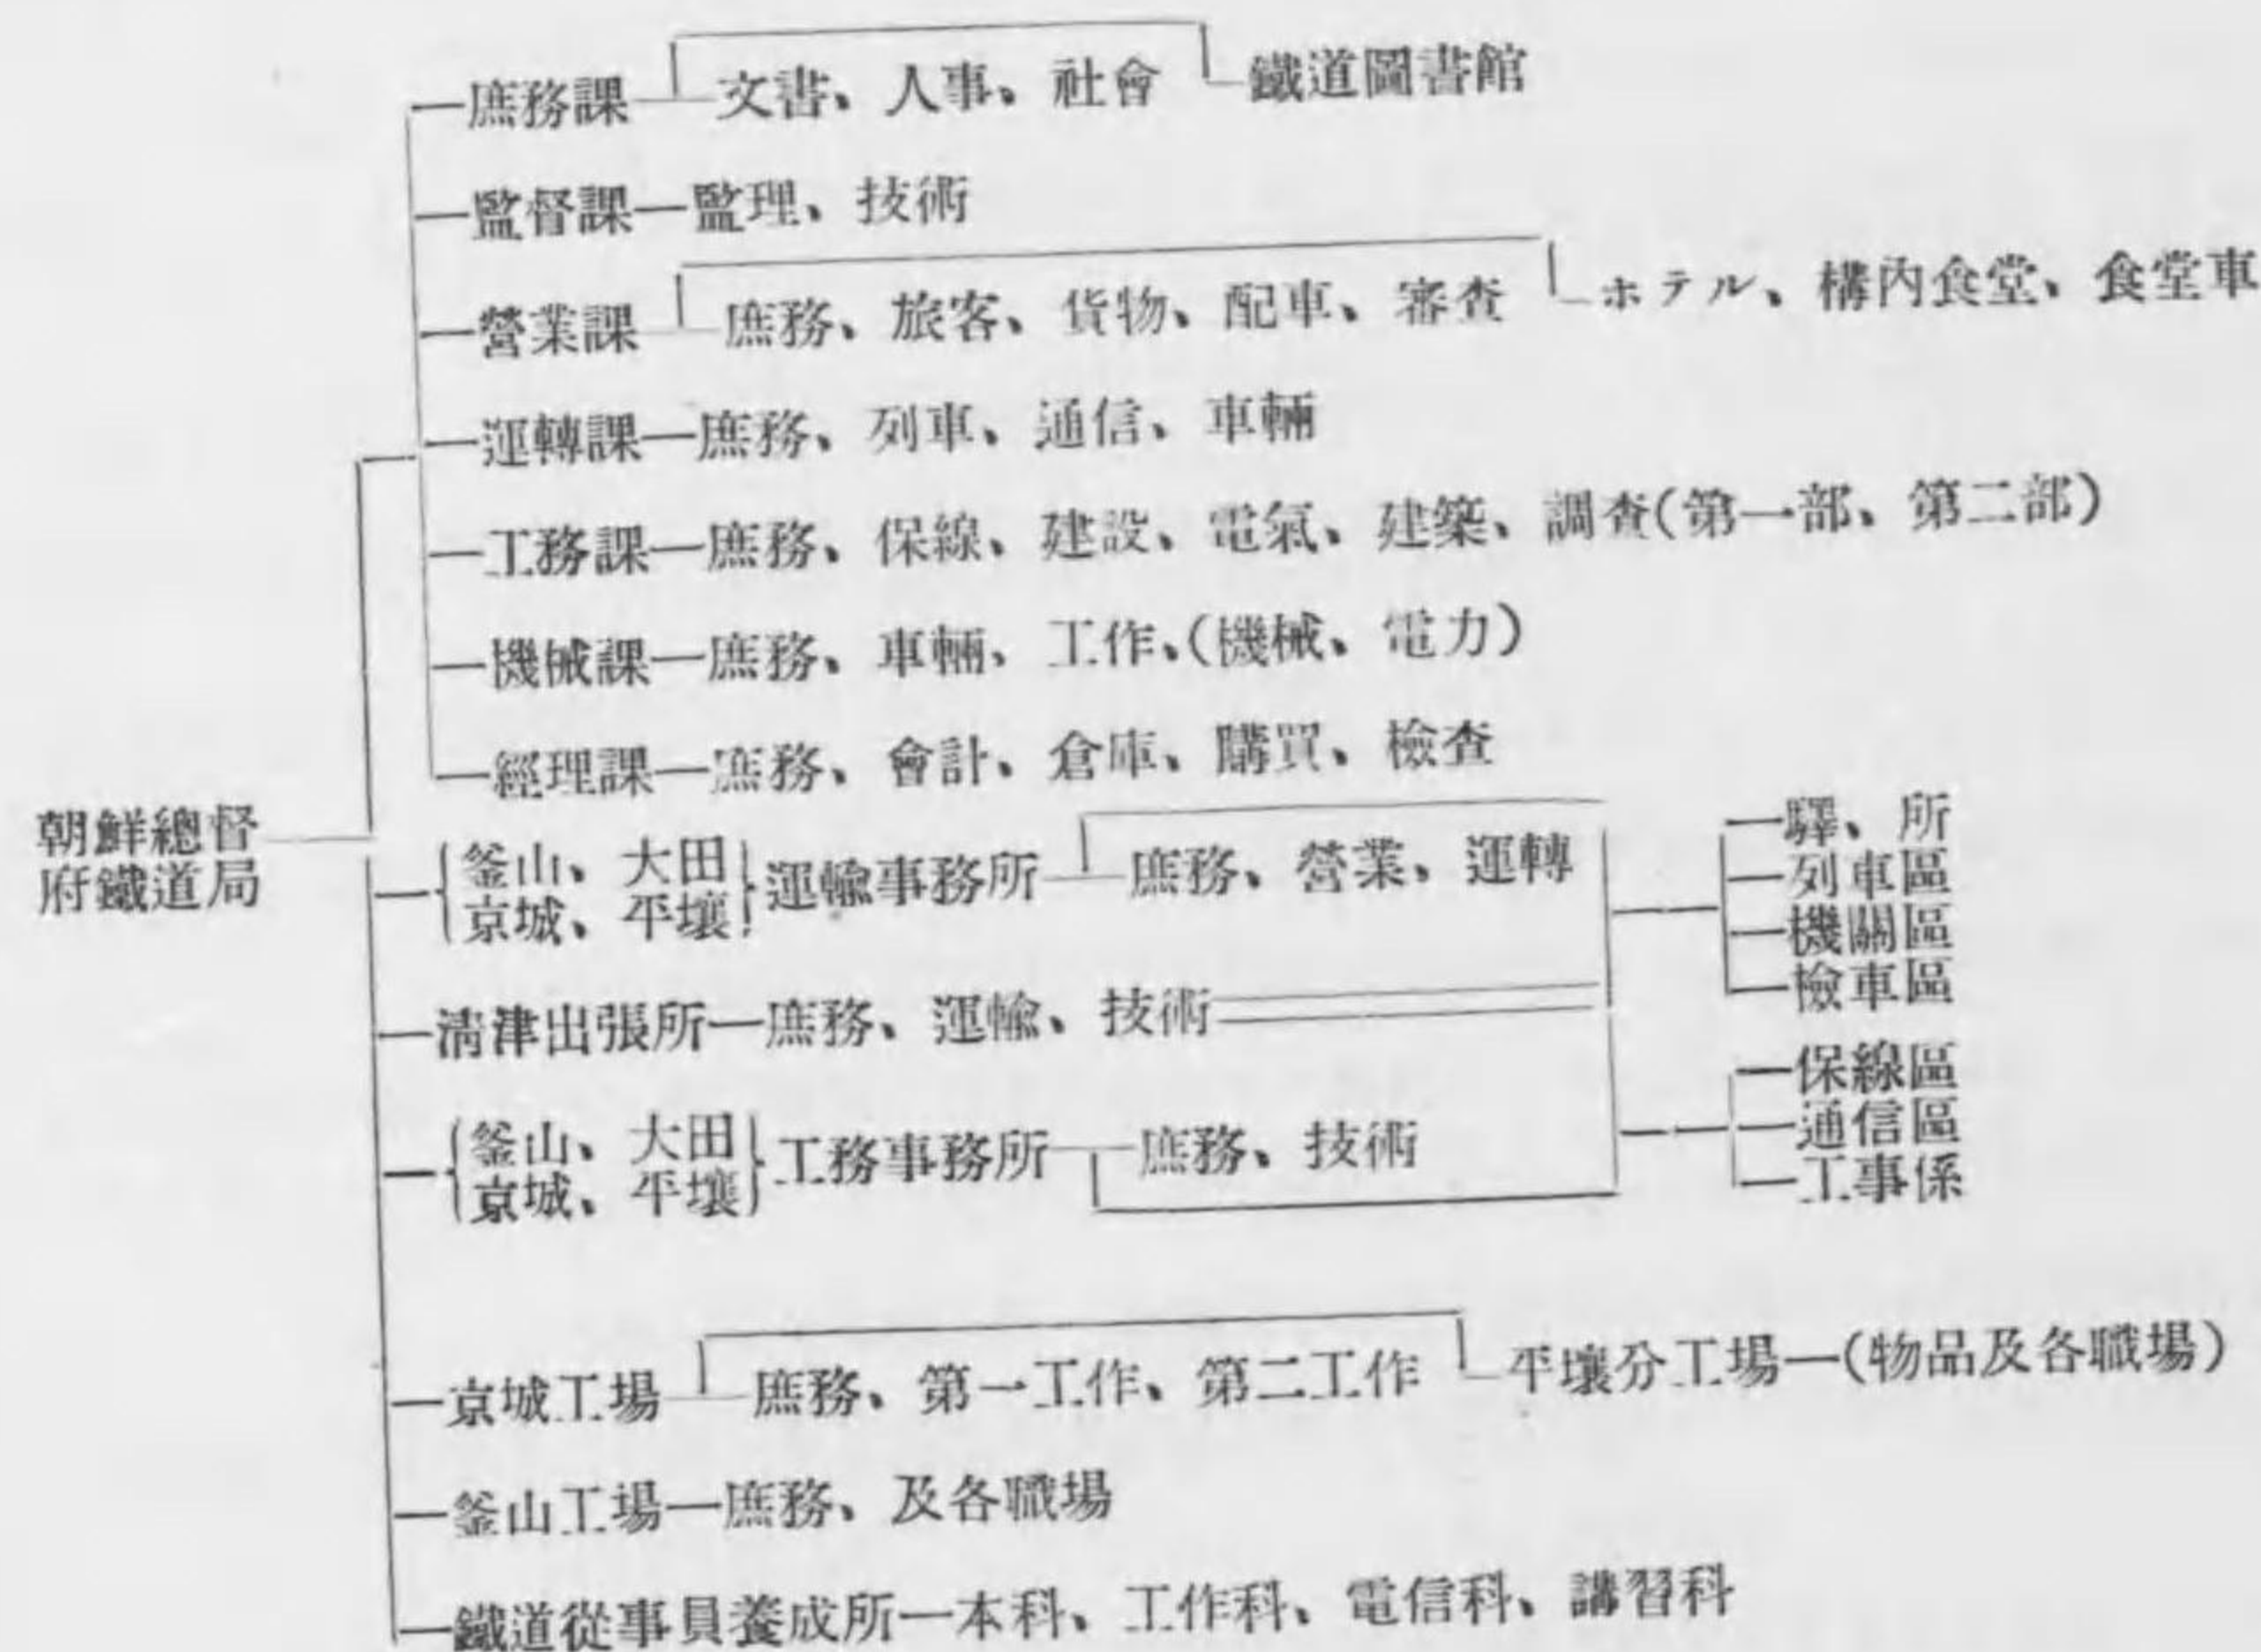 庶務課 文書、人事、社會 鐵道圖書館
監督課 監理、技術
營業課 庶務、旅客、貨物、配車、審査 ホテル、構內食堂、食堂車
運轉課 庶務、列車、通信、車輛
工務課 庶務、保線、建設、電氣、建築、調査(第一部、第二部)
機械課 庶務、車輛、工作、(機械、電力)
經理課 庶務、會計、倉庫、購買、檢査
朝鮮總督
府鐵道局
釜山、大田
京城、平壤
運輸事務所 庶務、營業、運轉
驛、所
列車區
機關區
檢車區
淸津出張所 庶務、運輸、技術
保線區
通信區
工事係
釜山、大田
京城、平壤
工務事務所 庶務、技術
京城工場 庶務、第一工作、第二工作 平壤分工場 (物品及各職場)
釜山工場 庶務、及各職場
鐵道從事員養成所 本科、工作科、電信科、講習科